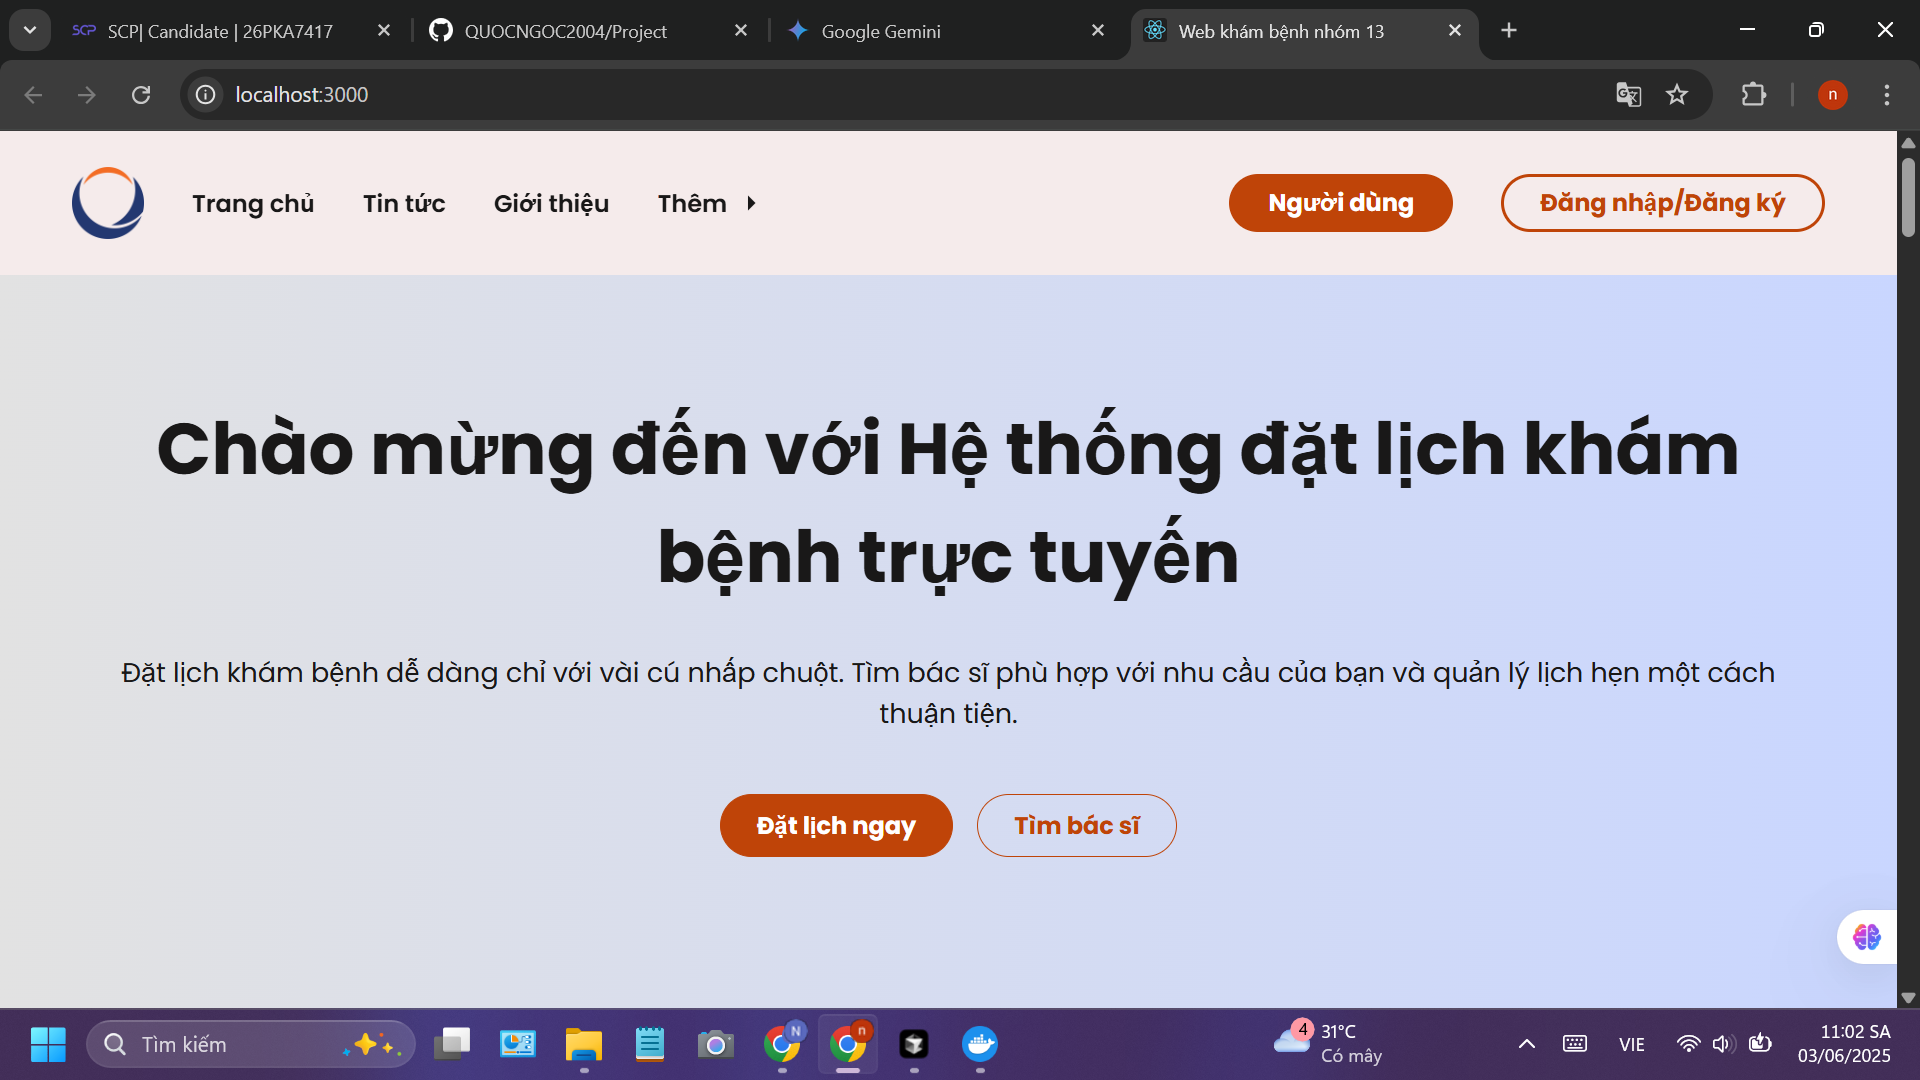 SCP SCP| Candidate | 26PKA7417
QUOCNGOC2004/Project
Google Gemini
Web khám bệnh nhóm 13
localhost:3000
n
Trang chủ
Tin tức
Giới thiệu
Thêm
Người dùng
Đăng nhập/Đăng ký
Chào mừng đến với Hệ thống đặt lịch khám
bệnh trực tuyến
Đặt lịch khám bệnh dễ dàng chỉ với vài cú nhấp chuột. Tìm bác sĩ phù hợp với nhu cầu của bạn và quản lý lịch hẹn một cách
thuận tiện.
Đặt lịch ngay
Tìm bác sĩ
Tìm kiếm
N
n
4
31°C
Có mây
VIE
11:02 SA
03/06/2025